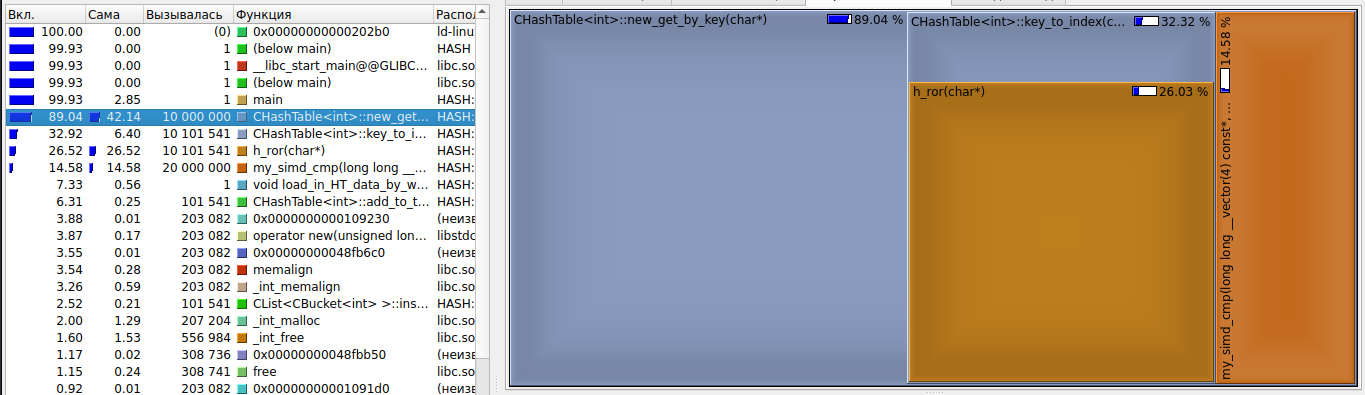 Вкл. Сама Вызывалась Функция Распол
100.00 0.00 (0) 0x00000000000202b0 ld-linu
99.93 0.00 1 (below main) HASH
99.93 0.00 1 __libc_start_main@@GLIBC... libc.so
99.93 0.00 1 (below main) libc.so
99.93 2.85 1 main HASH:
89.04 42.14 10 000 000 CHashTable<int>::new_get... HASH:
32.92 6.40 10 101 541 CHashTable<int>::key_to_i... HASH:
26.52 26.52 10 101 541 h_ror(char*) HASH:
14.58 14.58 20 000 000 my_simd_cmp(long long __... HASH:
7.33 0.56 1 void load_in_HT_data_by_w... HASH:
6.31 0.25 101 541 CHashTable<int>::add_to_t... HASH:
3.88 0.01 203 082 0x0000000000109230 (неизв
3.87 0.17 203 082 operator new(unsigned lon... libstdc
3.55 0.01 203 082 0x00000000048fb6c0 (неизв
3.54 0.28 203 082 memalign libc.so
3.26 0.59 203 082 _int_memalign libc.so
2.52 0.21 101 541 CList<CBucket<int> >::ins... HASH:
2.00 1.29 207 204 _int_malloc libc.so
1.60 1.53 556 984 _int_free libc.so
1.17 0.02 308 736 0x00000000048fbb50 (неизв
1.15 0.24 308 741 free libc.so
0.92 0.01 203 082 0x00000000001091d0 (неизв
CHashTable<int>::new_get_by_key(char*) 89.04 %
CHashTable<int>::key_to_index(c... 32.32 %
h_ror(char*) 26.03 %
my_simd_cmp(long long __vector(4) const*, ... 14.58 %